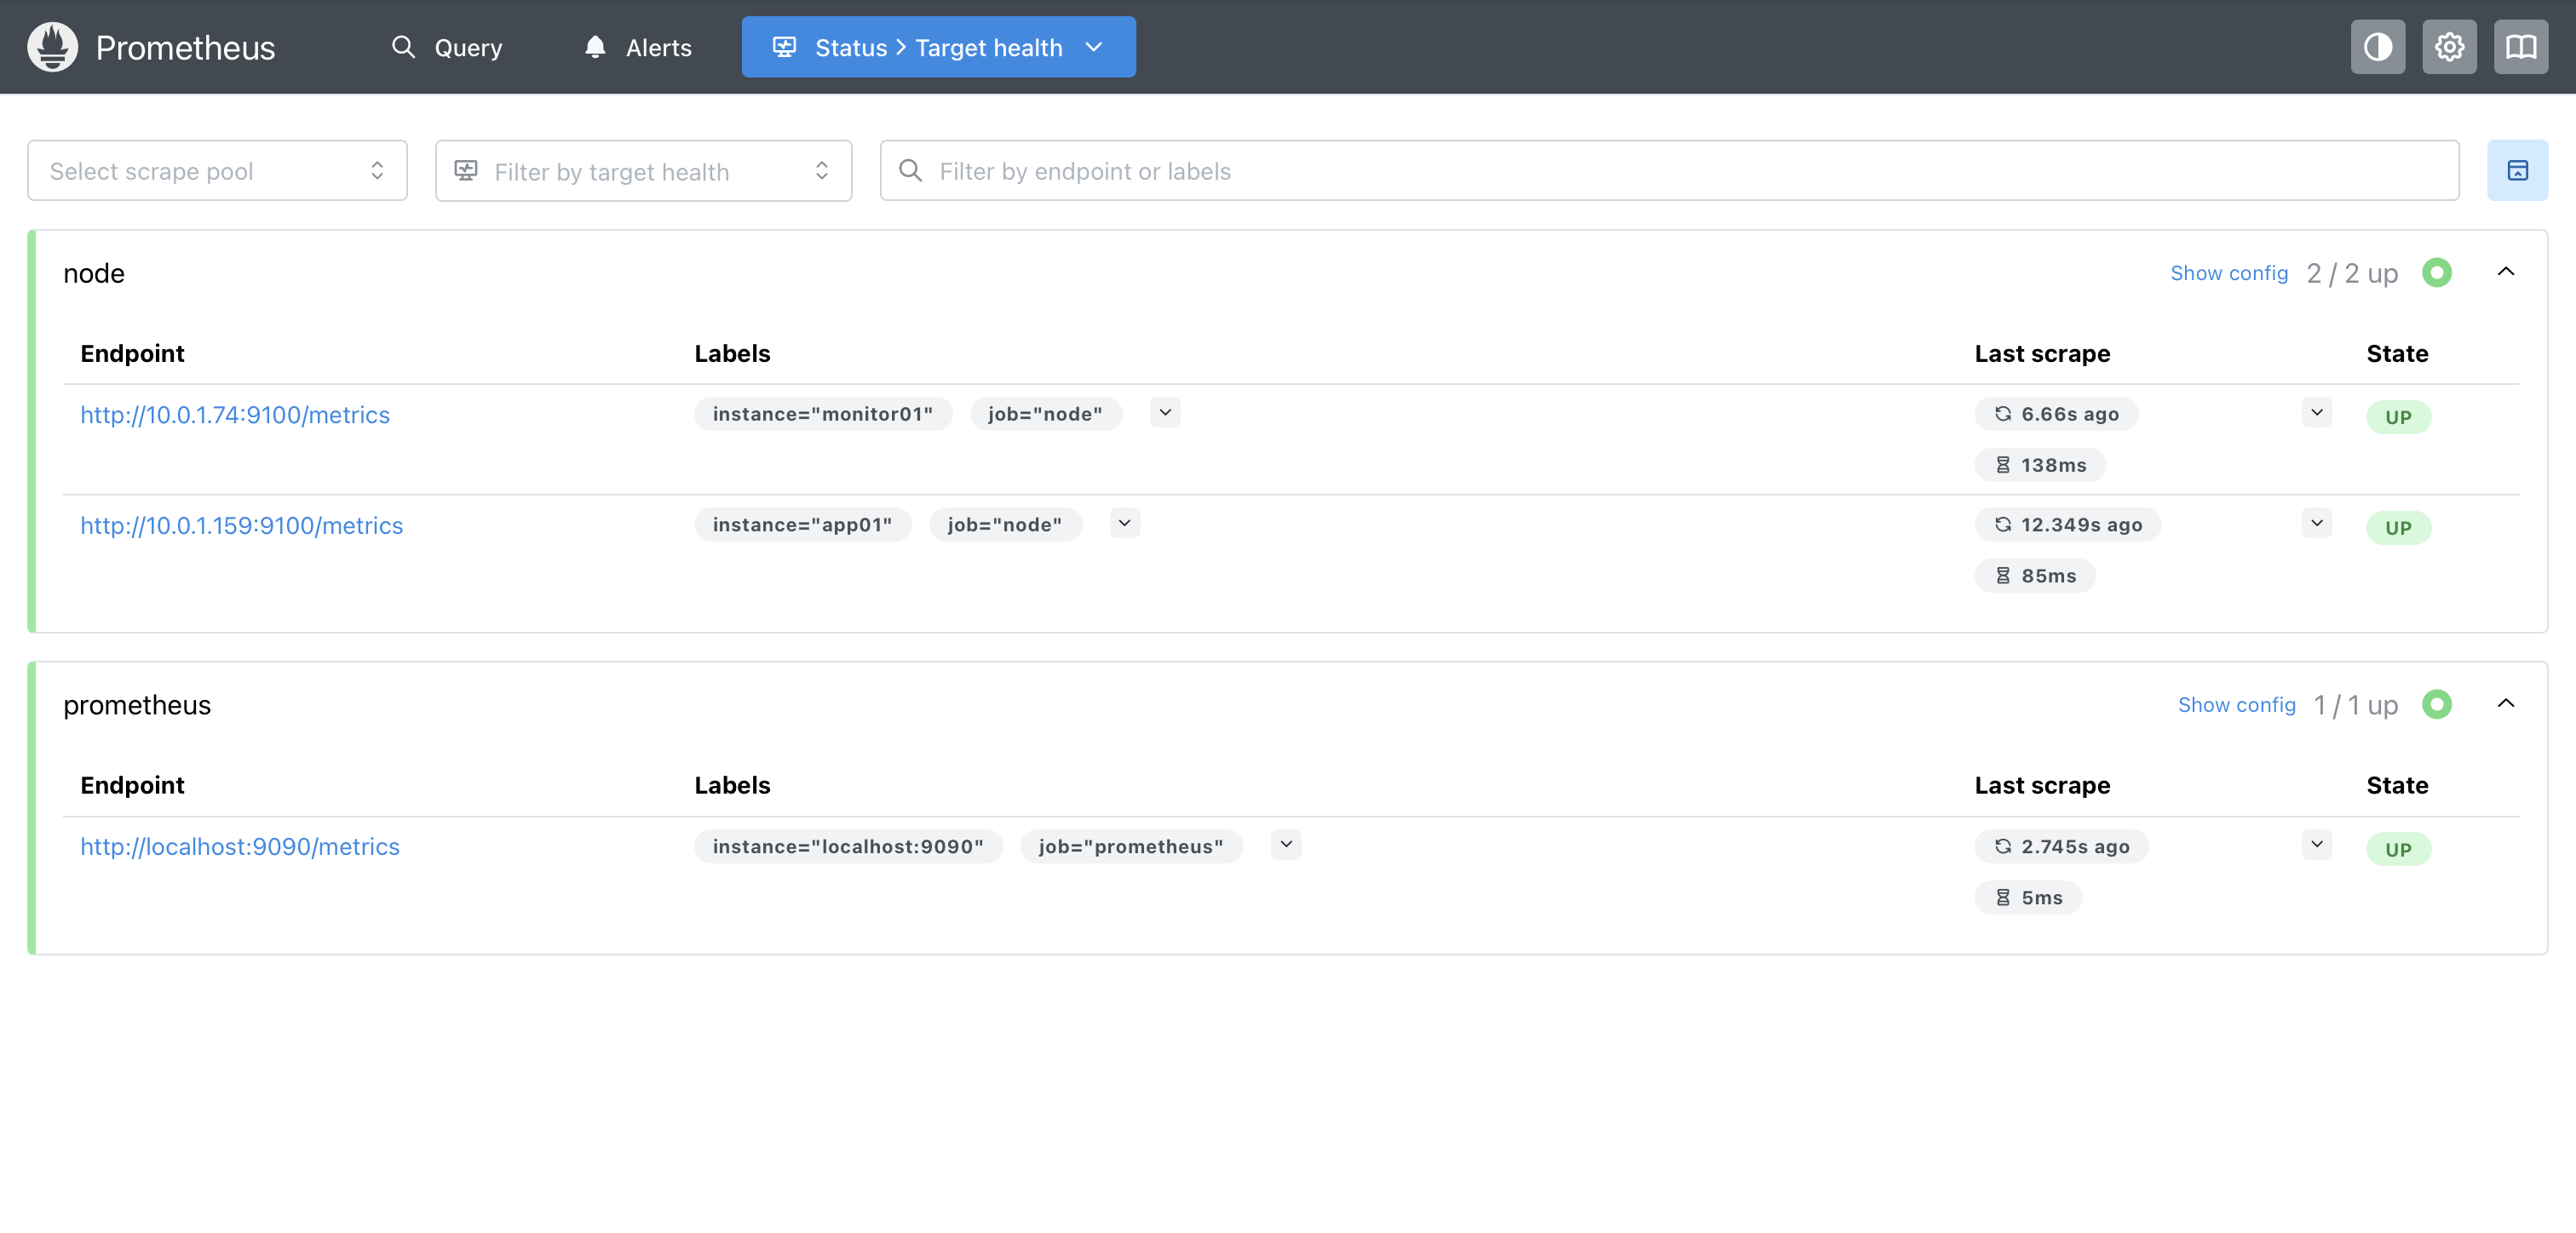 Prometheus Query Alerts Status > Target health
Select scrape pool Filter by target health Filter by endpoint or labels
node Show config 2 / 2 up
Endpoint Labels Last scrape State
http://10.0.1.74:9100/metrics instance="monitor01" job="node" 6.66s ago UP
138ms
http://10.0.1.159:9100/metrics instance="app01" job="node" 12.349s ago UP
85ms
prometheus Show config 1 / 1 up
Endpoint Labels Last scrape State
http://localhost:9090/metrics instance="localhost:9090" job="prometheus" 2.745s ago UP
5ms